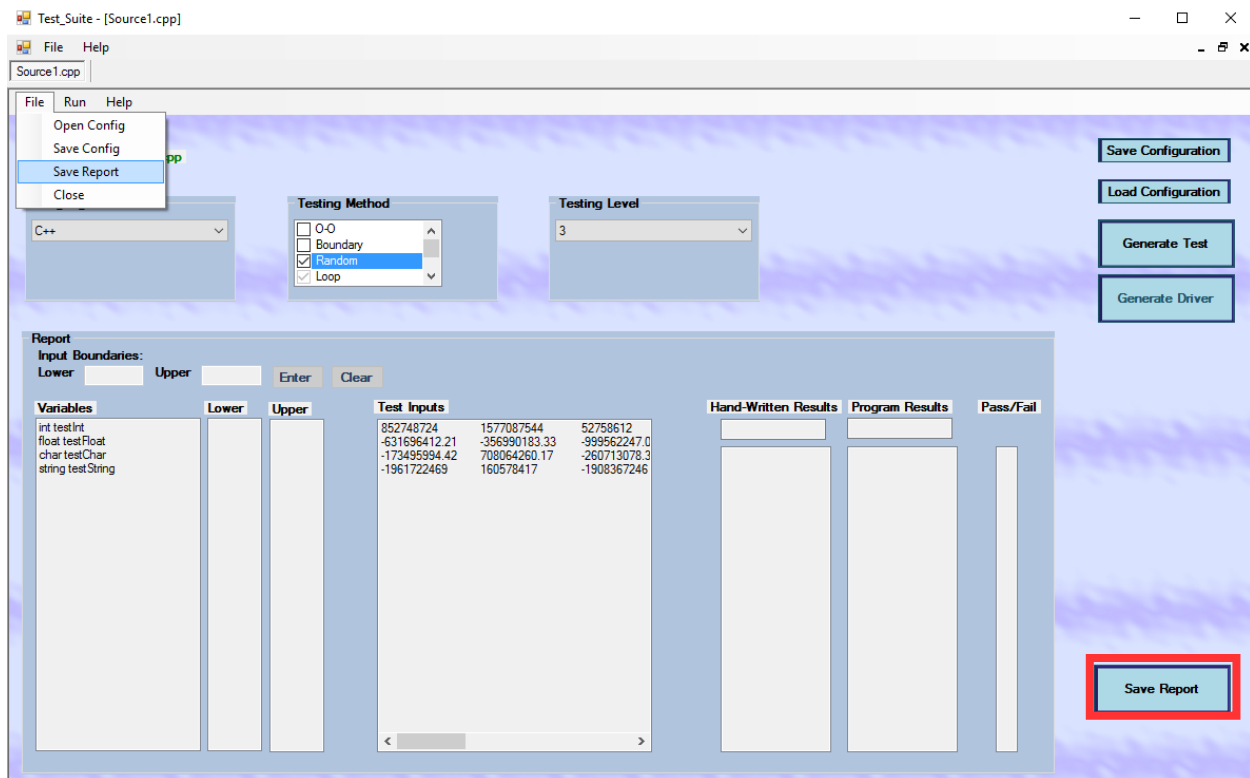 Test_Suite - [Source1.cpp]
File Help
Source1.cpp
File Run Help
Open Config
Save Config
Save Report
Close
pp
Save Configuration
Load Configuration
Generate Test
Generate Driver
C++
Testing Method
O-O
Boundary
Random
Loop
Testing Level
3
Report
Input Boundaries:
Lower Upper Enter Clear
Variables Lower Upper Test Inputs Hand-Written Results Program Results Pass/Fail
int testInt
float testFloat
char testChar
string testString
852748724 1577087544 52758612
-631696412.21 -356990183.33 -999562247.0
-173495994.42 708064260.17 -260713078.3
-1961722469 160578417 -1908367246
Save Report